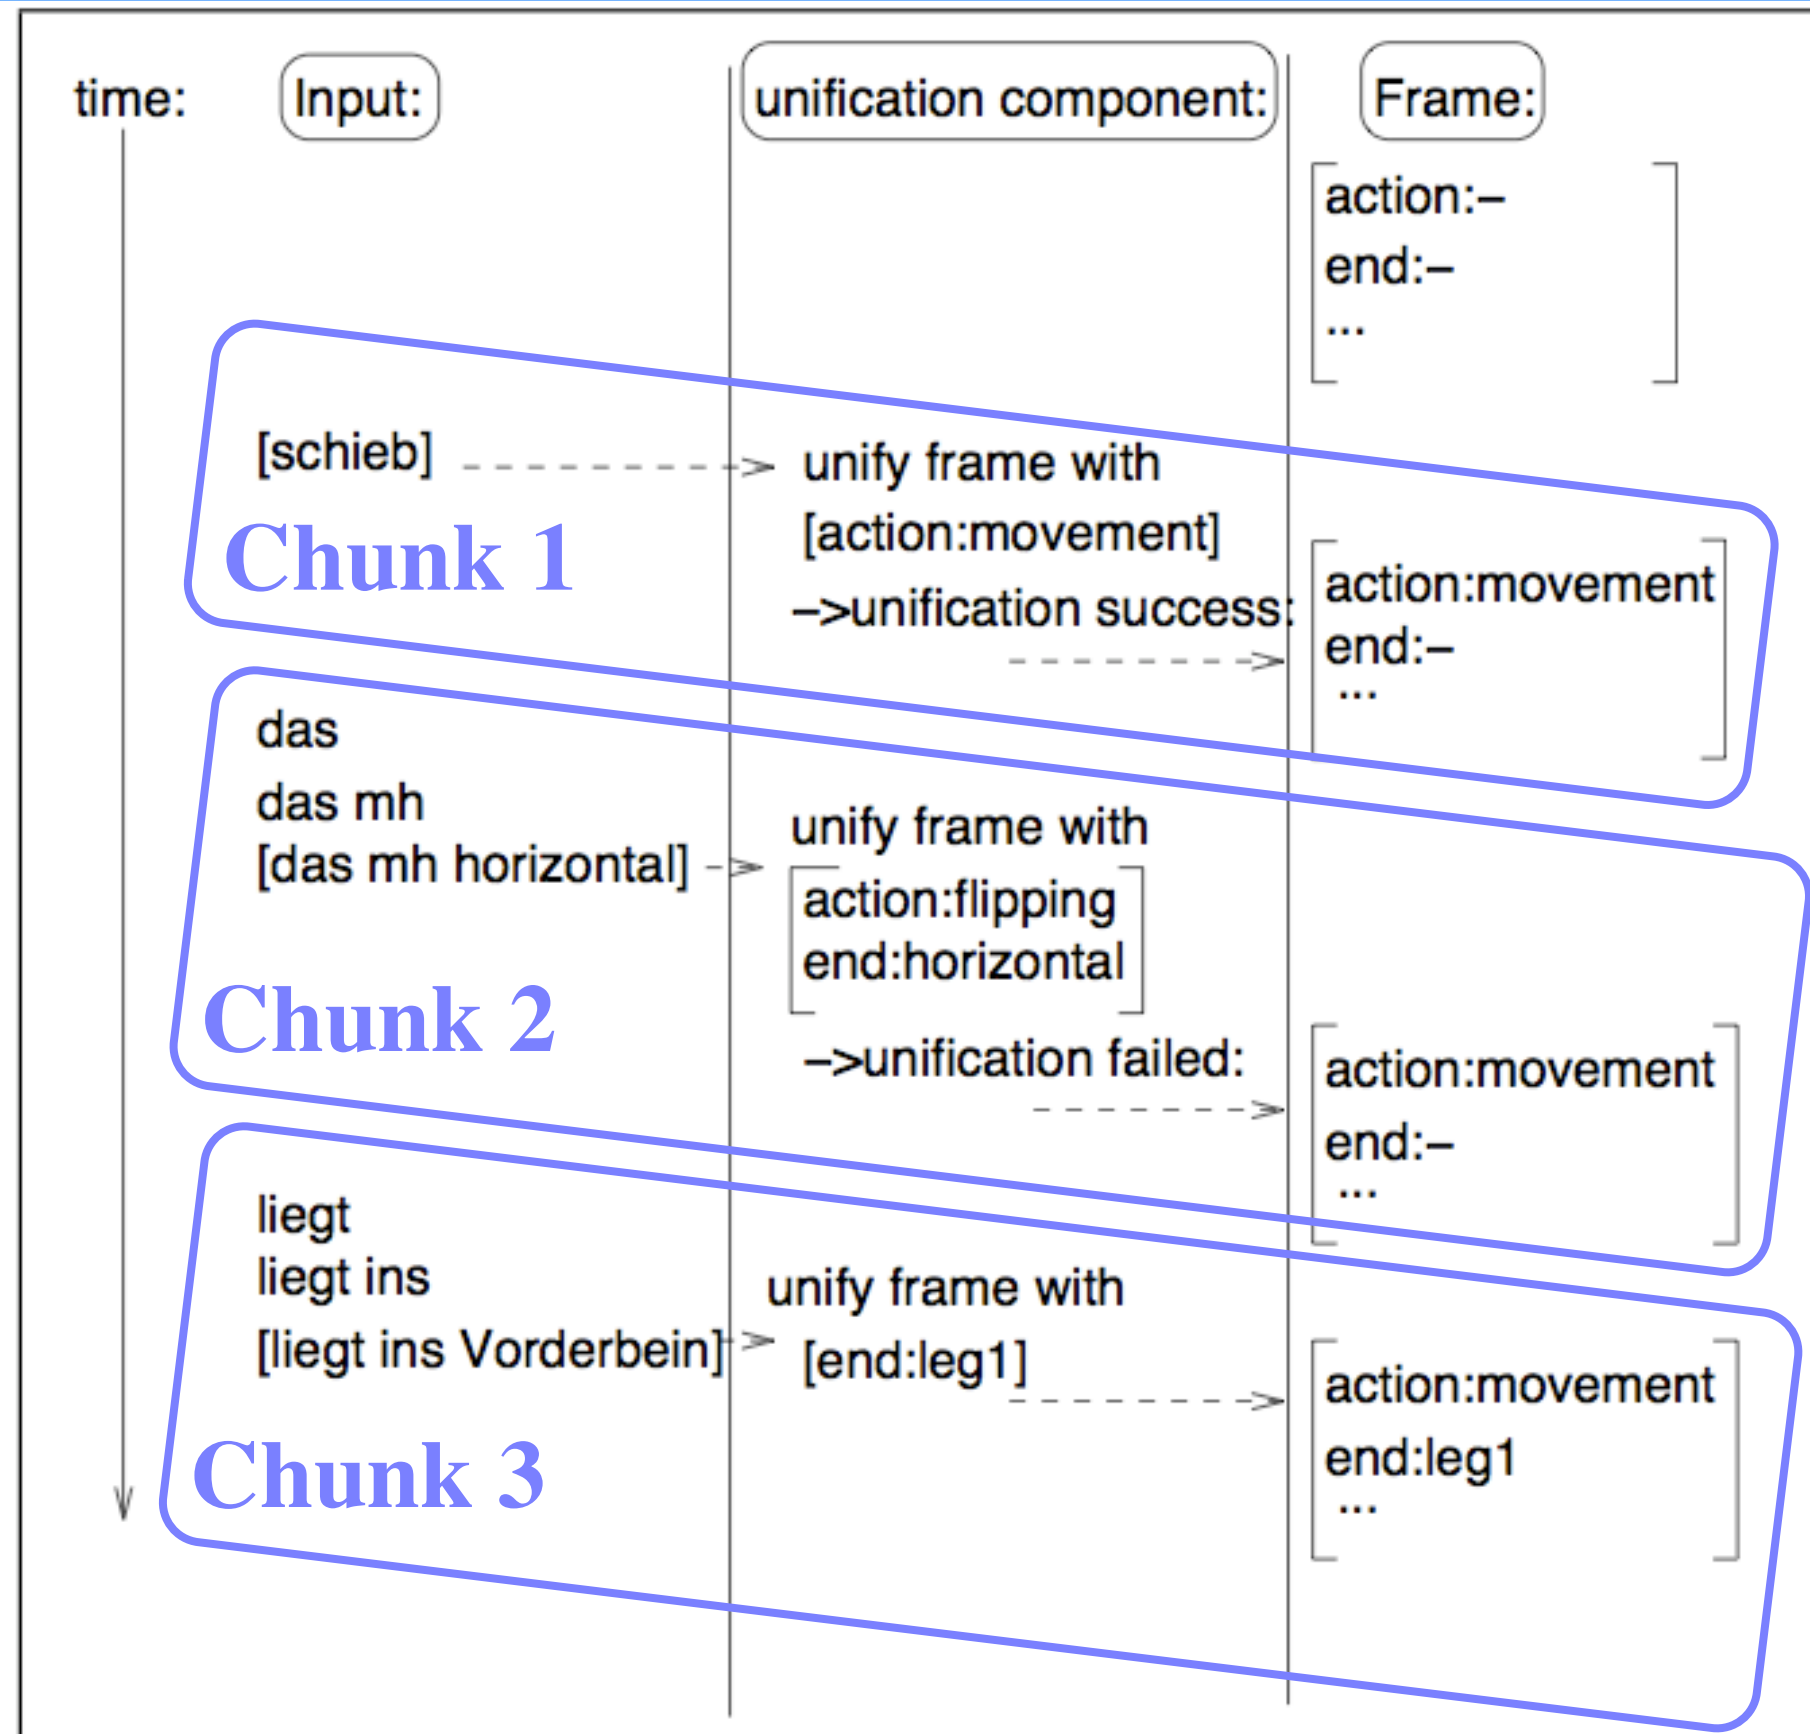 time:
Input:
unification component:
Frame:
action:–
end:–
...
[schieb]
unify frame with
[action:movement]
–>unification success:
action:movement
end:–
...
Chunk 1
das
das mh
[das mh horizontal]
unify frame with
action:flipping
end:horizontal
–>unification failed:
action:movement
end:–
...
Chunk 2
liegt
liegt ins
[liegt ins Vorderbein]
unify frame with
[end:leg1]
action:movement
end:leg1
...
Chunk 3